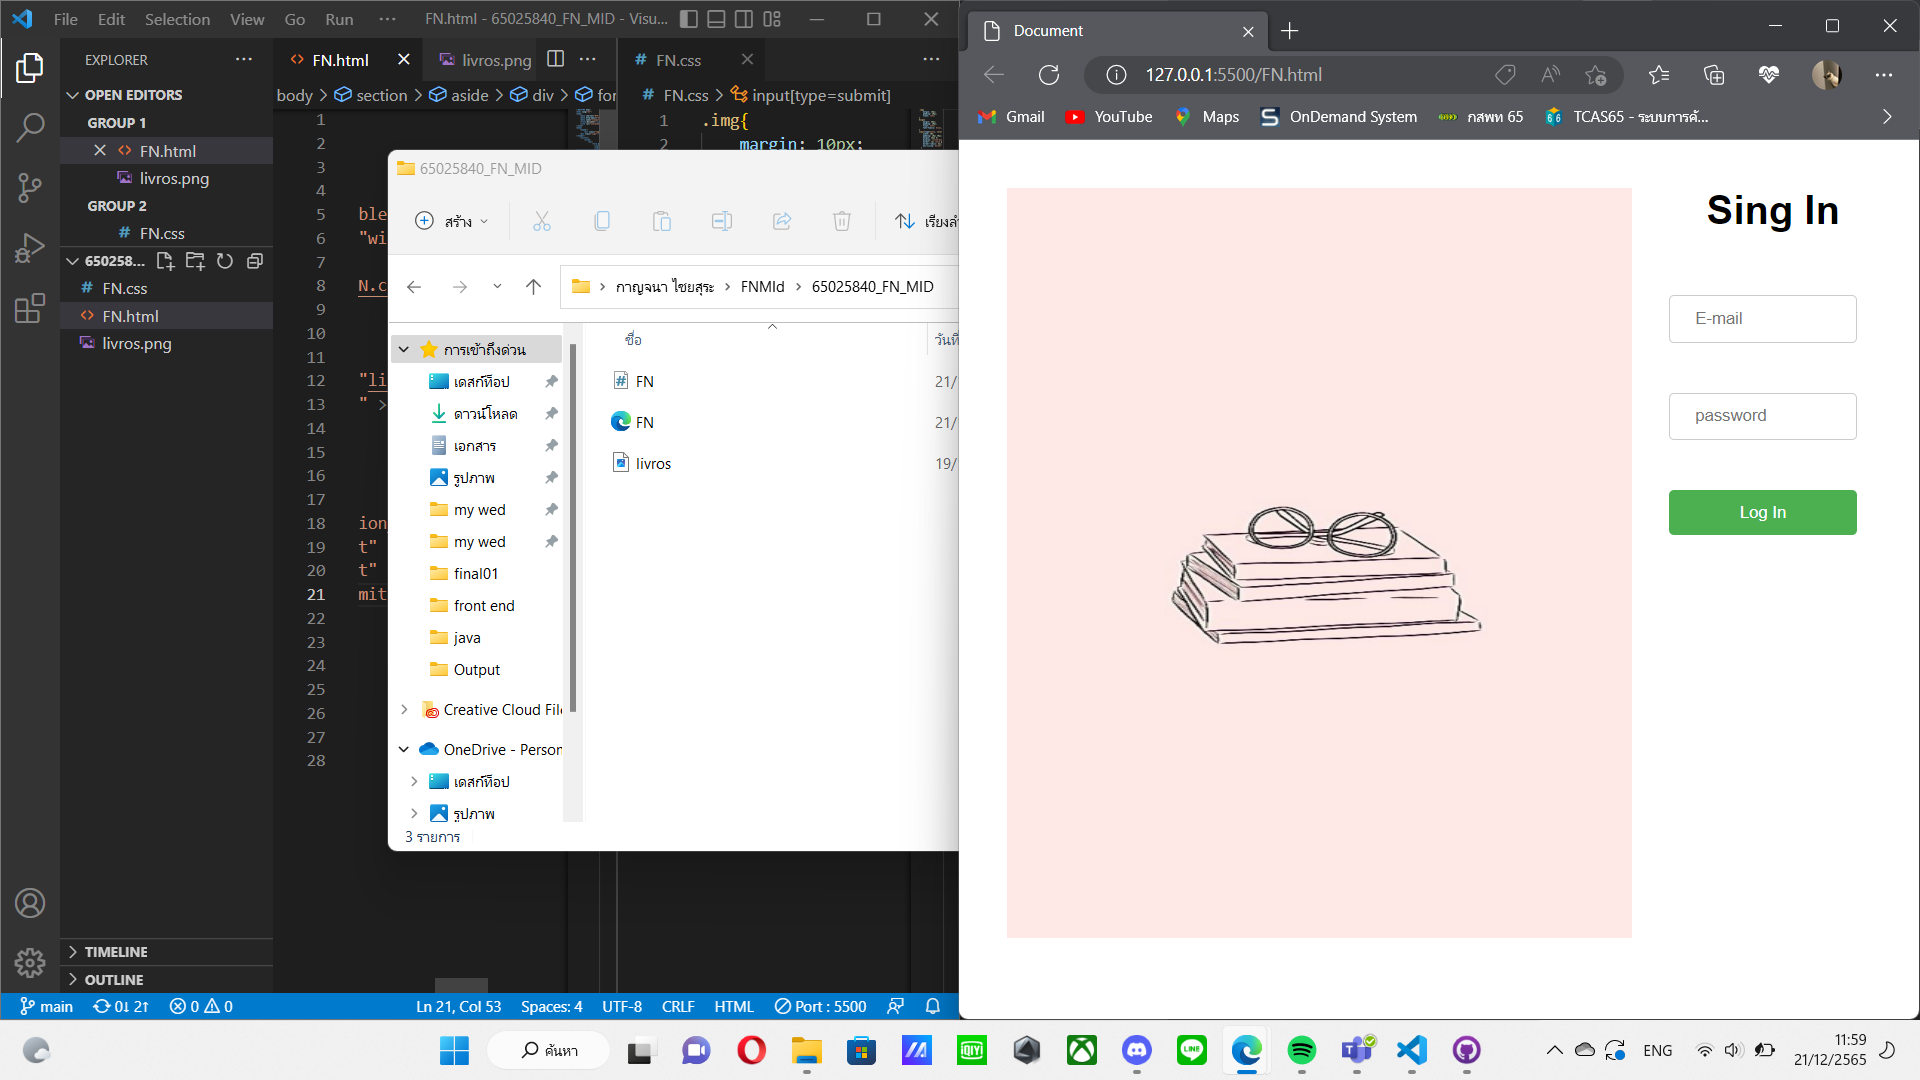 File Edit Selection View Go Run ··· FN.html - 65025840_FN_MID - Visu...
EXPLORER ···
OPEN EDITORS
GROUP 1
FN.html
livros.png
GROUP 2
FN.css
650258...
FN.css
FN.html
livros.png
TIMELINE
OUTLINE
FN.html livros.png ···
body > section > aside > div > for
1
2
3
4
5 ble
6 "wi
7
8 N.c
9
10
11
12 "li
13 " >
14
15
16
17
18 ion
19 t"
20 t"
21 mit
22
23
24
25
26
27
28
# FN.css ···
# FN.css > input[type=submit]
1 .img{
2 margin: 10px;
main 0↓ 2↑ 0 0 Ln 21, Col 53 Spaces: 4 UTF-8 CRLF HTML Port : 5500
65025840_FN_MID
สร้าง เรียงลำ
กาญจนา ไชยสุระ > FNMId > 65025840_FN_MID
ชื่อ วันที่
การเข้าถึงด่วน
เดสก์ท็อป
ดาวน์โหลด
เอกสาร
รูปภาพ
my wed
my wed
final01
front end
java
Output
Creative Cloud File
OneDrive - Person
เดสก์ท็อป
รูปภาพ
FN 21/
FN 21/
livros 19/
3 รายการ
Document
127.0.0.1:5500/FN.html
Gmail YouTube Maps OnDemand System กสพท 65 TCAS65 - ระบบการคั...
Sing In
E-mail
password
Log In
ค้นหา
ENG
11:59
21/12/2565